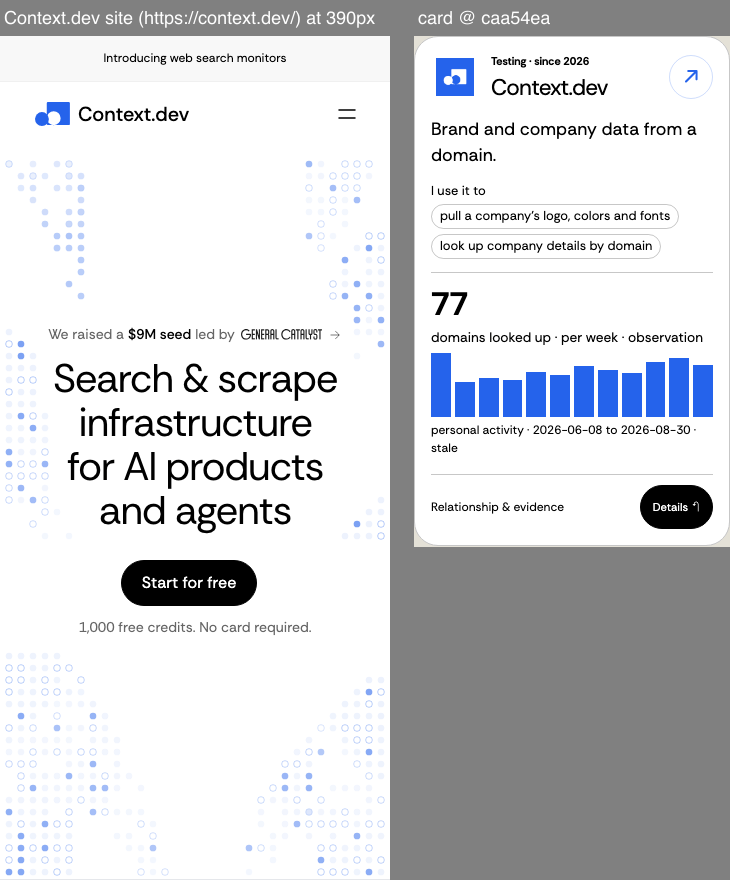 Context.dev site (https://context.dev/) at 390px
Introducing web search monitors
Context.dev
We raised a $9M seed led by GENERAL CATALYST →
Search & scrape
infrastructure
for AI products
and agents
Start for free
1,000 free credits. No card required.
card @ caa54ea
Testing · since 2026
Context.dev
Brand and company data from a
domain.
I use it to
pull a company's logo, colors and fonts
look up company details by domain
77
domains looked up · per week · observation
personal activity · 2026-06-08 to 2026-08-30 ·
stale
Relationship & evidence
Details